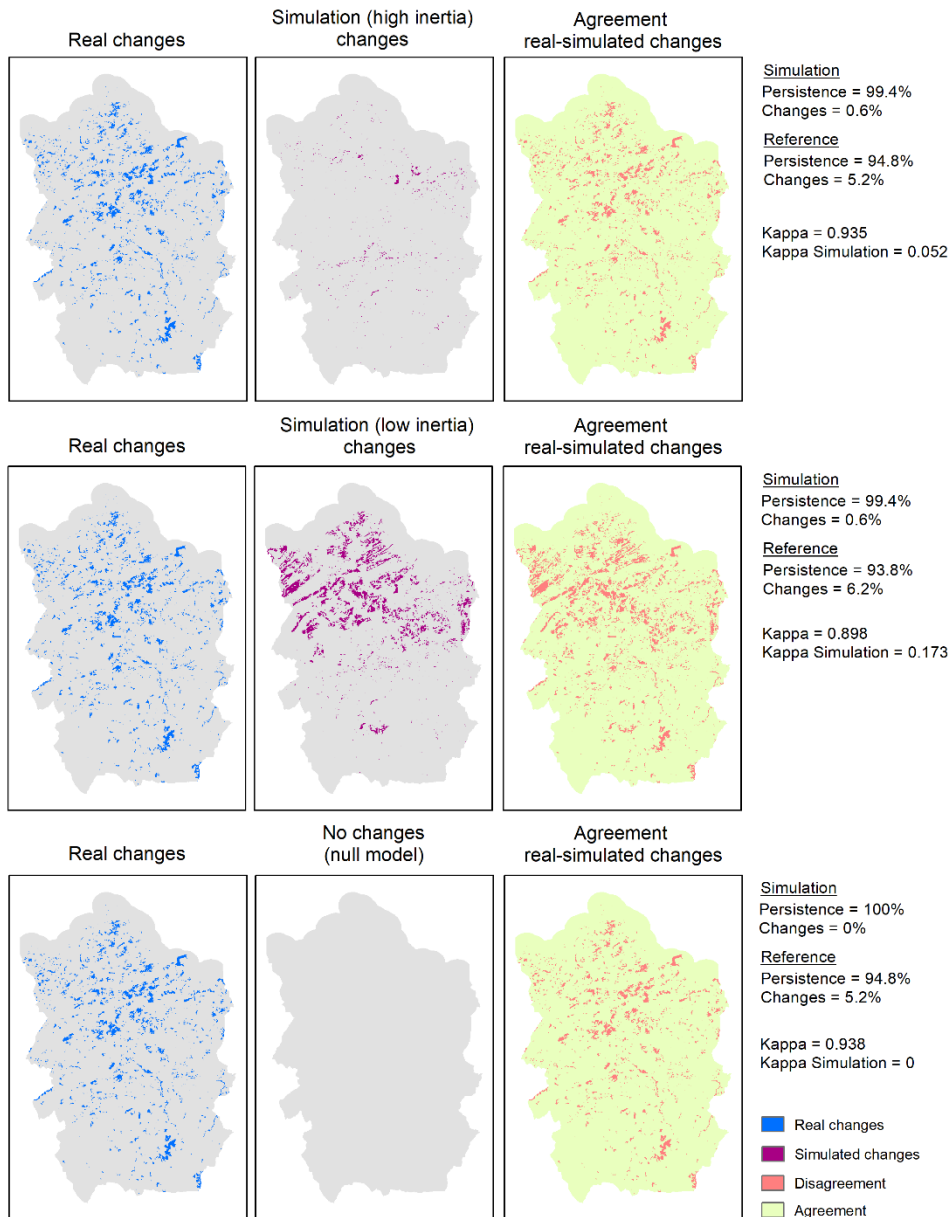 Real changes
Simulation (high inertia)
changes
Agreement
real-simulated changes
Simulation
Persistence = 99.4%
Changes = 0.6%
Reference
Persistence = 94.8%
Changes = 5.2%
Kappa = 0.935
Kappa Simulation = 0.052
Real changes
Simulation (low inertia)
changes
Agreement
real-simulated changes
Simulation
Persistence = 99.4%
Changes = 0.6%
Reference
Persistence = 93.8%
Changes = 6.2%
Kappa = 0.898
Kappa Simulation = 0.173
Real changes
No changes
(null model)
Agreement
real-simulated changes
Simulation
Persistence = 100%
Changes = 0%
Reference
Persistence = 94.8%
Changes = 5.2%
Kappa = 0.938
Kappa Simulation = 0
Real changes
Simulated changes
Disagreement
Agreement